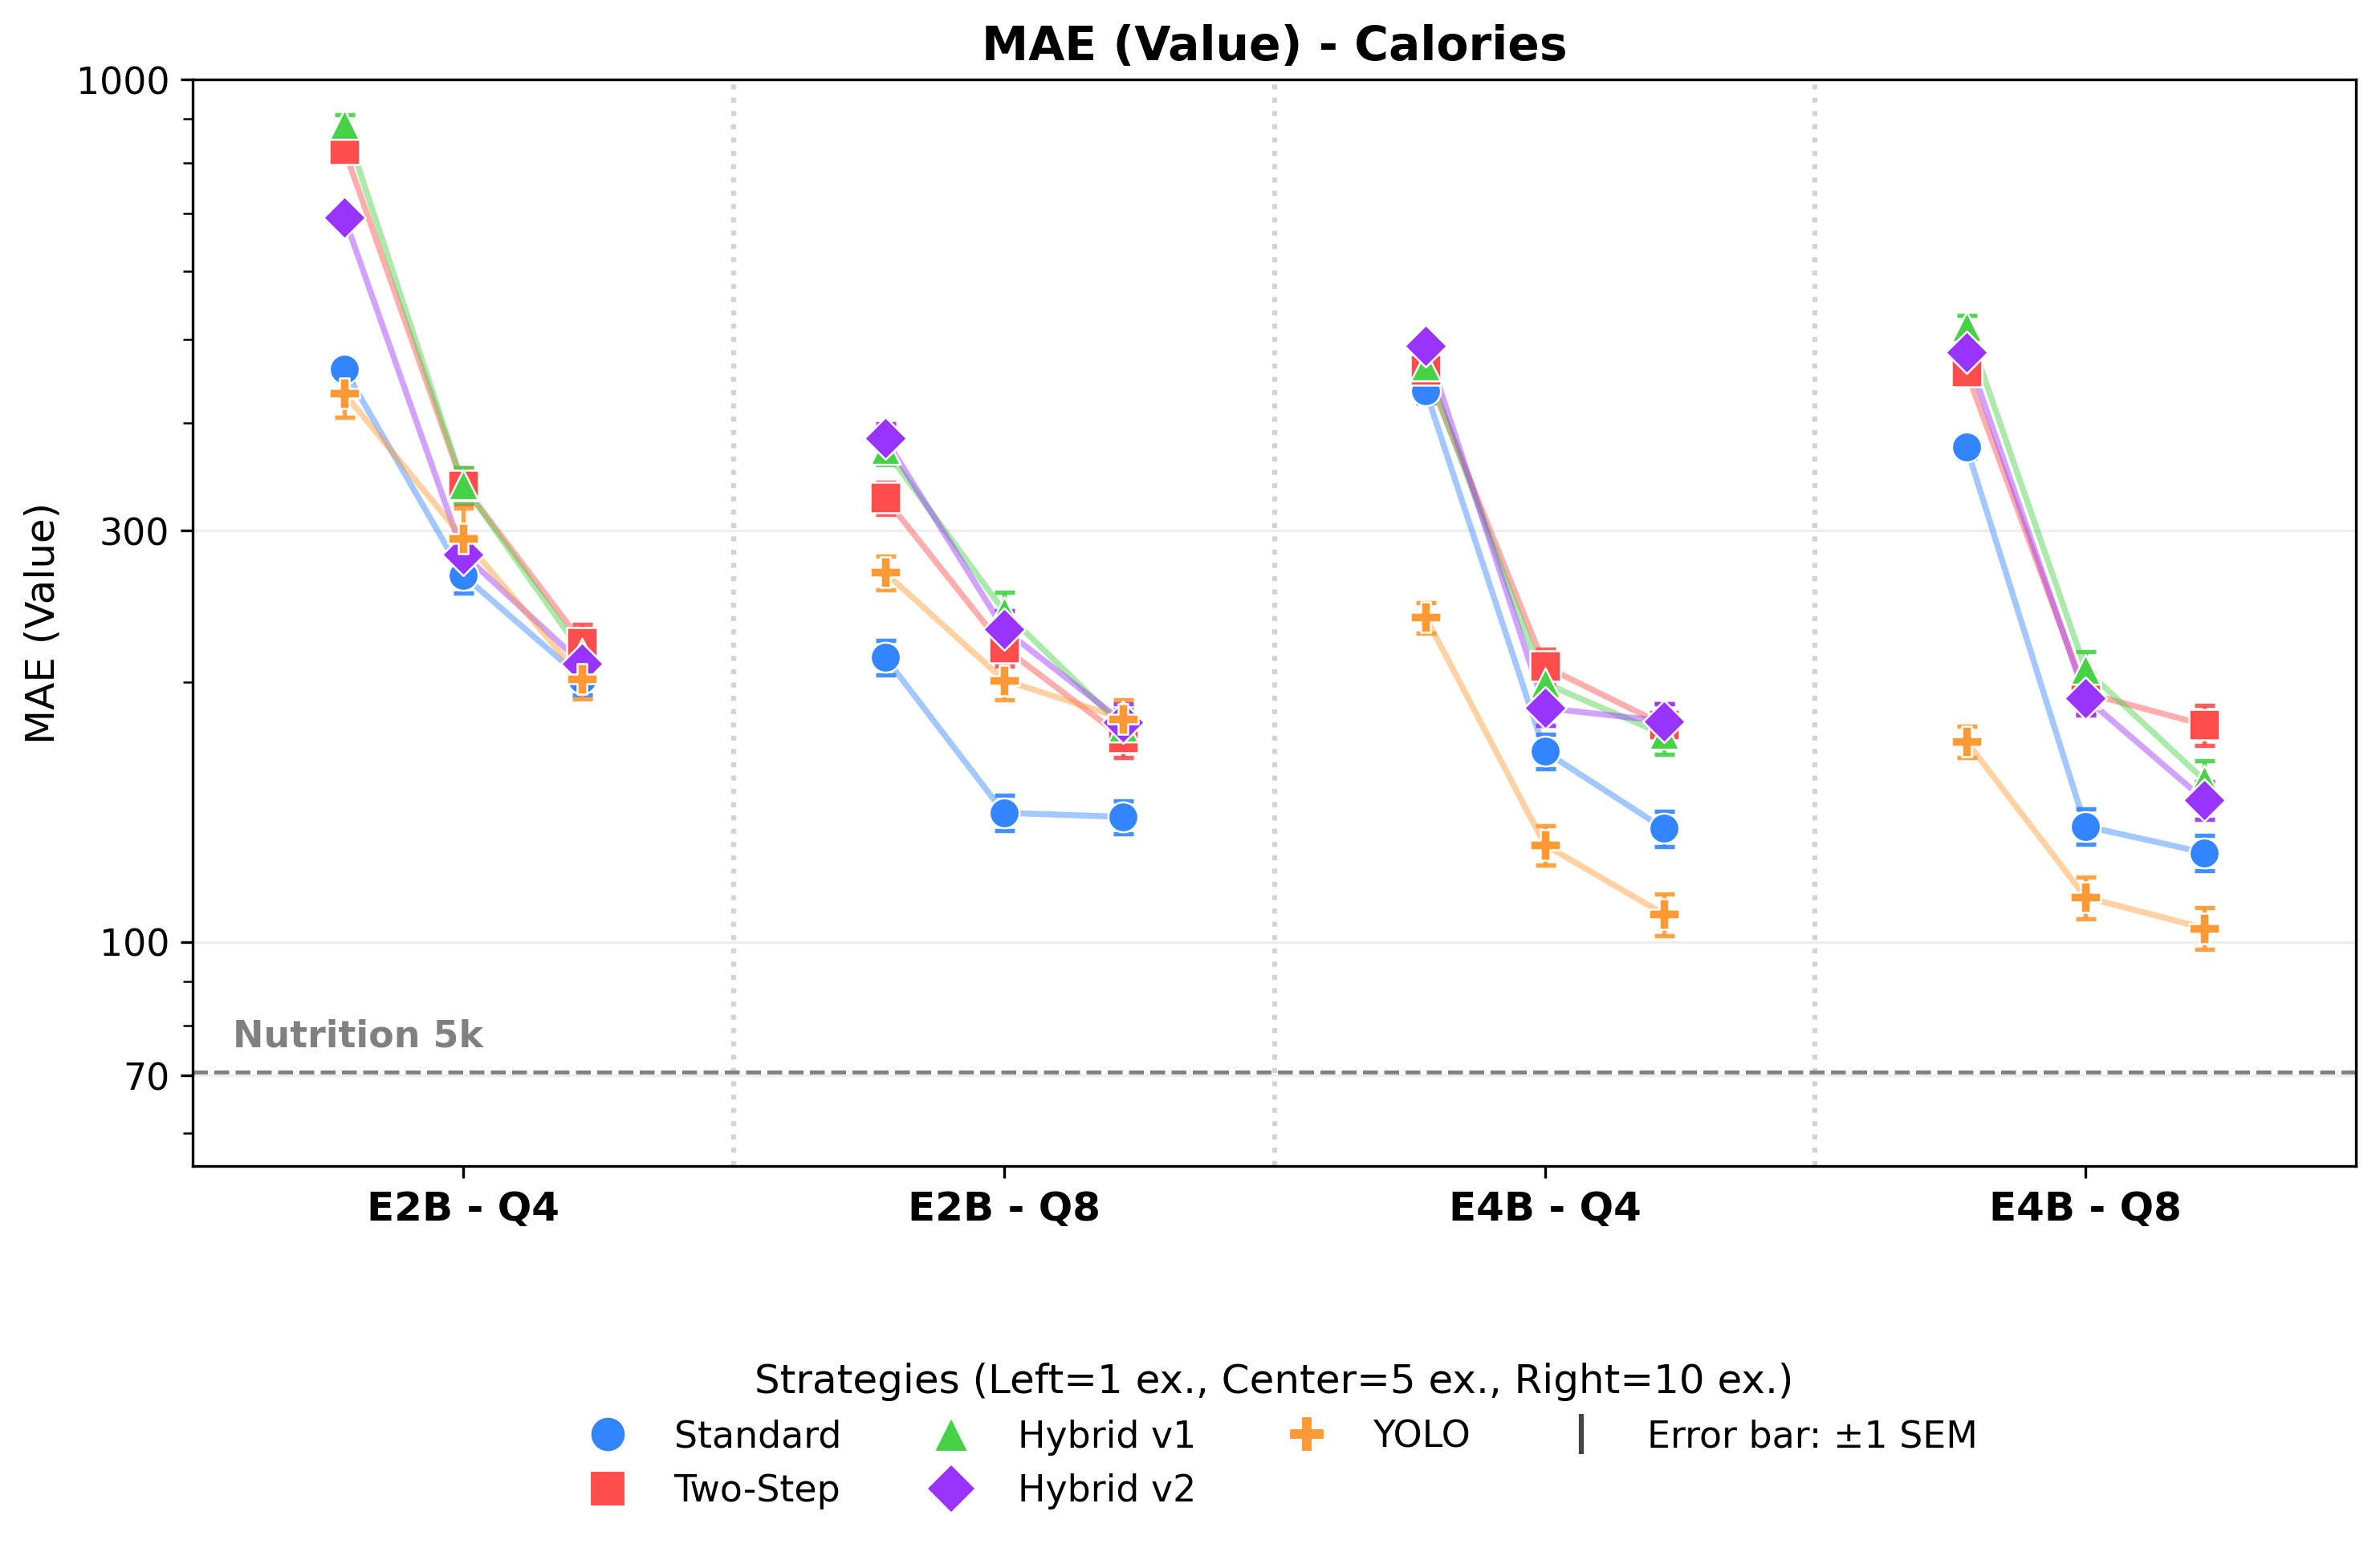 MAE (Value) - Calories
MAE (Value)
1000
300
100
70
Nutrition 5k
E2B - Q4
E2B - Q8
E4B - Q4
E4B - Q8
Strategies (Left=1 ex., Center=5 ex., Right=10 ex.)
Standard
Hybrid v1
YOLO
Error bar: ±1 SEM
Two-Step
Hybrid v2